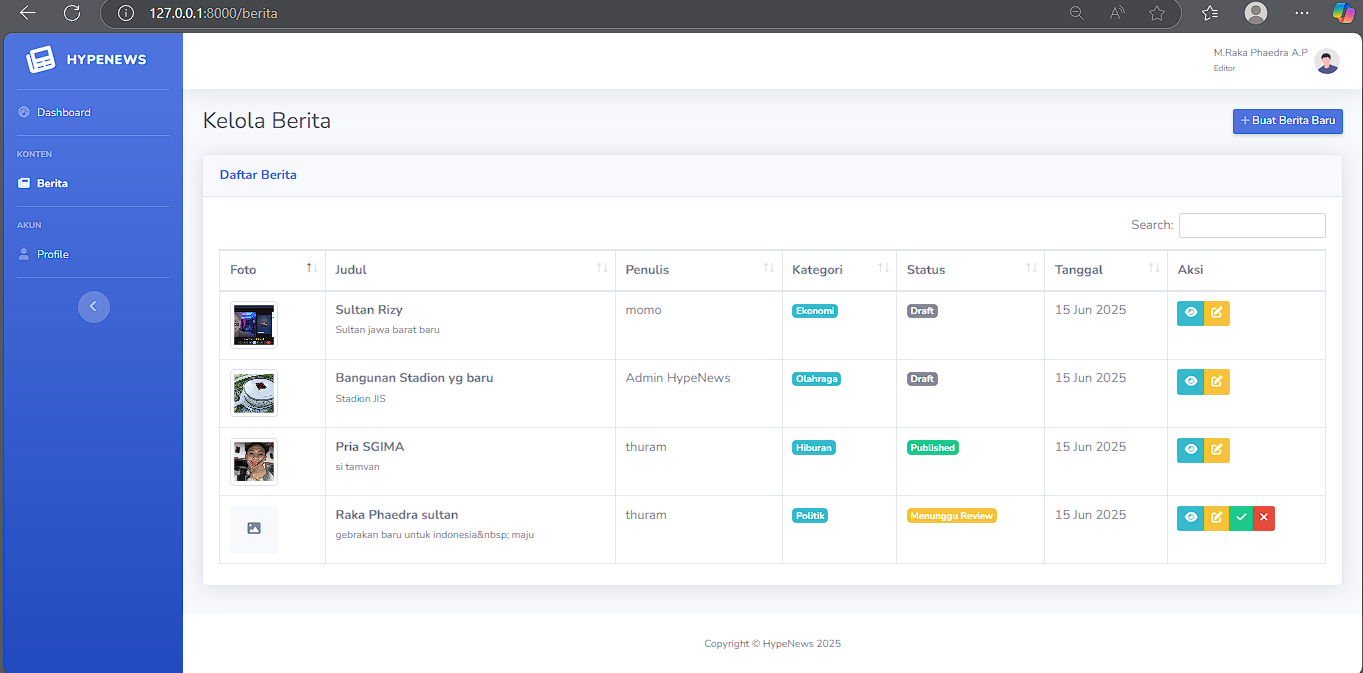 127.0.0.1:8000/berita
HYPENEWS
M.Raka Phaedra A.P
Editor
Dashboard
KONTEN
Berita
AKUN
Profile
Kelola Berita
+ Buat Berita Baru
Daftar Berita
Search:
Foto Judul Penulis Kategori Status Tanggal Aksi
Sultan Rizy momo Ekonomi Draft 15 Jun 2025
Sultan jawa barat baru
Bangunan Stadion yg baru Admin HypeNews Olahraga Draft 15 Jun 2025
Stadion JIS
Pria SGIMA thuram Hiburan Published 15 Jun 2025
si tamvan
Raka Phaedra sultan thuram Politik Menunggu Review 15 Jun 2025
gebrakan baru untuk indonesia&nbsp; maju
Copyright © HypeNews 2025